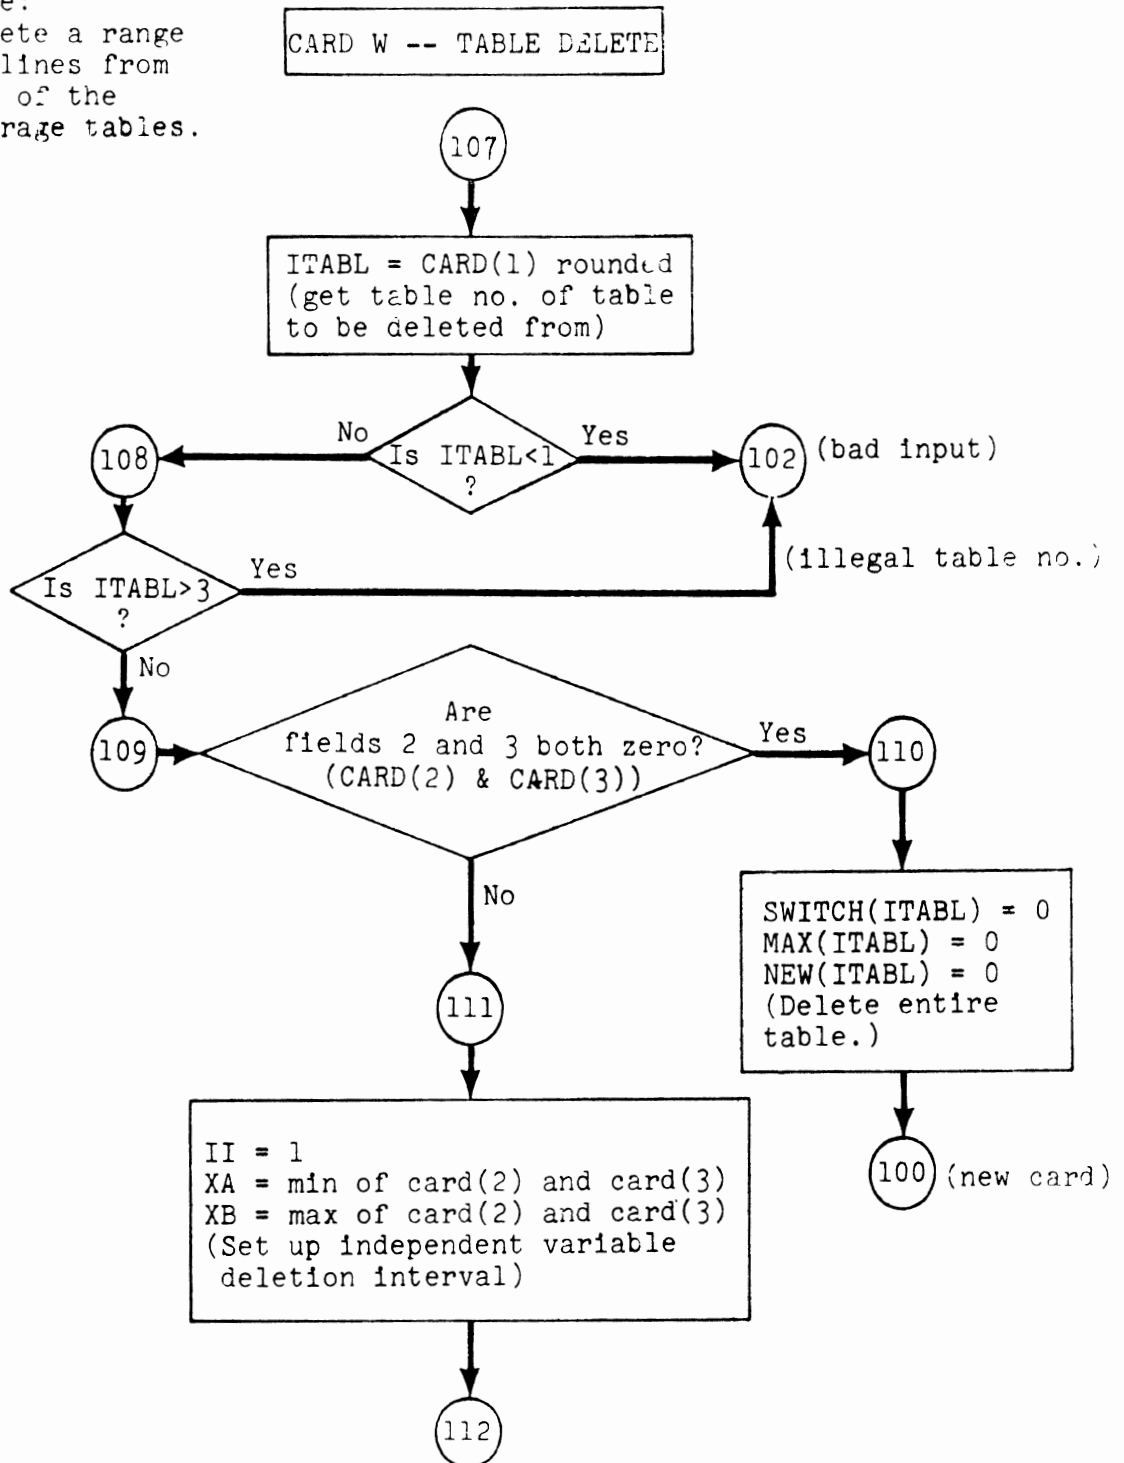 e.
ete a range
lines from
of the
rage tables.
CARD W -- TABLE DELETE
107
ITABL = CARD(1) rounded
(get table no. of table
to be deleted from)
Is ITABL<1
?
No
Yes
108
102
(bad input)
Is ITABL>3
?
Yes
(illegal table no.)
No
109
Are
fields 2 and 3 both zero?
(CARD(2) & CARD(3))
Yes
110
No
SWITCH(ITABL) = 0
MAX(ITABL) = 0
NEW(ITABL) = 0
(Delete entire
table.)
111
100
(new card)
II = 1
XA = min of card(2) and card(3)
XB = max of card(2) and card(3)
(Set up independent variable
deletion interval)
112